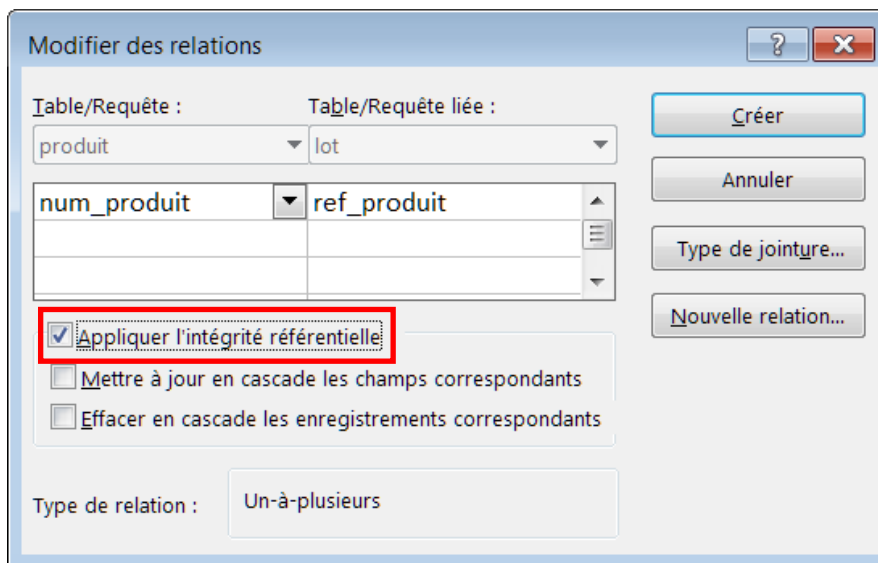 Modifier des relations
Table/Requête : Table/Requête liée :
produit lot
num_produit ref_produit
Appliquer l'intégrité référentielle
Mettre à jour en cascade les champs correspondants
Effacer en cascade les enregistrements correspondants
Type de relation : Un-à-plusieurs
Créer
Annuler
Type de jointure...
Nouvelle relation...